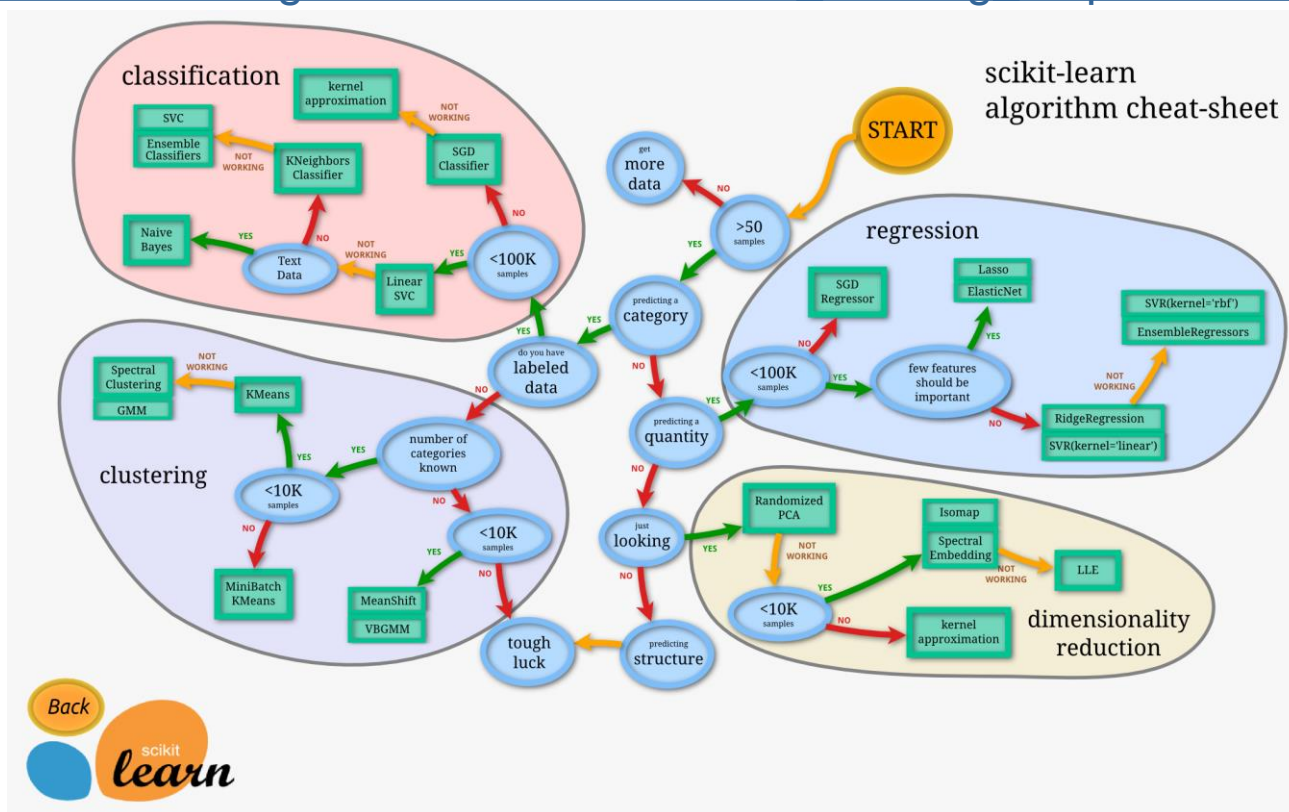 scikit-learn
algorithm cheat-sheet
START
classification
kernel
approximation
NOT
WORKING
SVC
Ensemble
Classifiers
NOT
WORKING
KNeighbors
Classifier
SGD
Classifier
NO
NO
Naive
Bayes
YES
Text
Data
NOT
WORKING
Linear
SVC
YES
<100K
samples
get
more
data
NO
>50
samples
YES
predicting a
category
YES
NO
do you have
labeled
data
YES
NO
predicting a
quantity
YES
NO
just
looking
YES
NO
predicting
structure
tough
luck
regression
SGD
Regressor
NO
<100K
samples
YES
Lasso
ElasticNet
YES
few features
should be
important
NO
SVR(kernel='rbf')
EnsembleRegressors
NOT
WORKING
RidgeRegression
SVR(kernel='linear')
clustering
Spectral
Clustering
GMM
NOT
WORKING
KMeans
YES
number of
categories
known
YES
NO
<10K
samples
NO
MiniBatch
KMeans
<10K
samples
YES
NO
MeanShift
VBGMM
dimensionality
reduction
Randomized
PCA
NOT
WORKING
<10K
samples
YES
NO
Isomap
Spectral
Embedding
NOT
WORKING
LLE
kernel
approximation
Back
scikit
learn